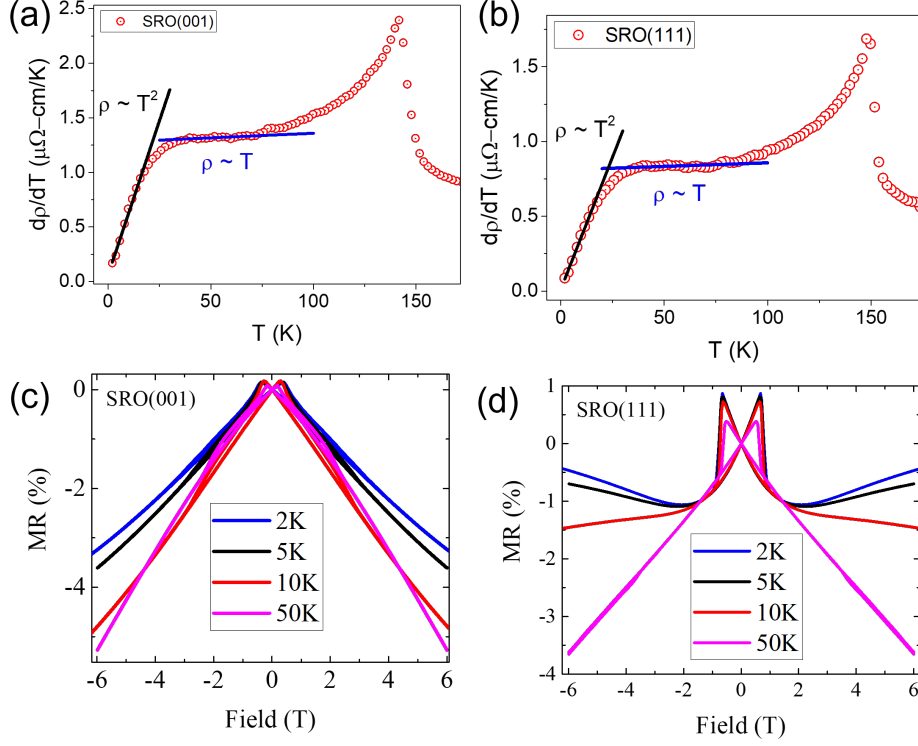 (a)
SRO(001)
2.5
2.0
1.5
1.0
0.5
0.0
dρ/dT (μΩ–cm/K)
ρ ~ T²
ρ ~ T
0 50 100 150
T (K)
(b)
SRO(111)
1.5
1.0
0.5
0.0
dρ/dT (μΩ–cm/K)
ρ ~ T²
ρ ~ T
0 50 100 150
T (K)
(c)
SRO(001)
0
-2
-4
MR (%)
2K
5K
10K
50K
-6 -4 -2 0 2 4 6
Field (T)
(d)
SRO(111)
1
0
-1
-2
-3
-4
MR (%)
2K
5K
10K
50K
-6 -4 -2 0 2 4 6
Field (T)